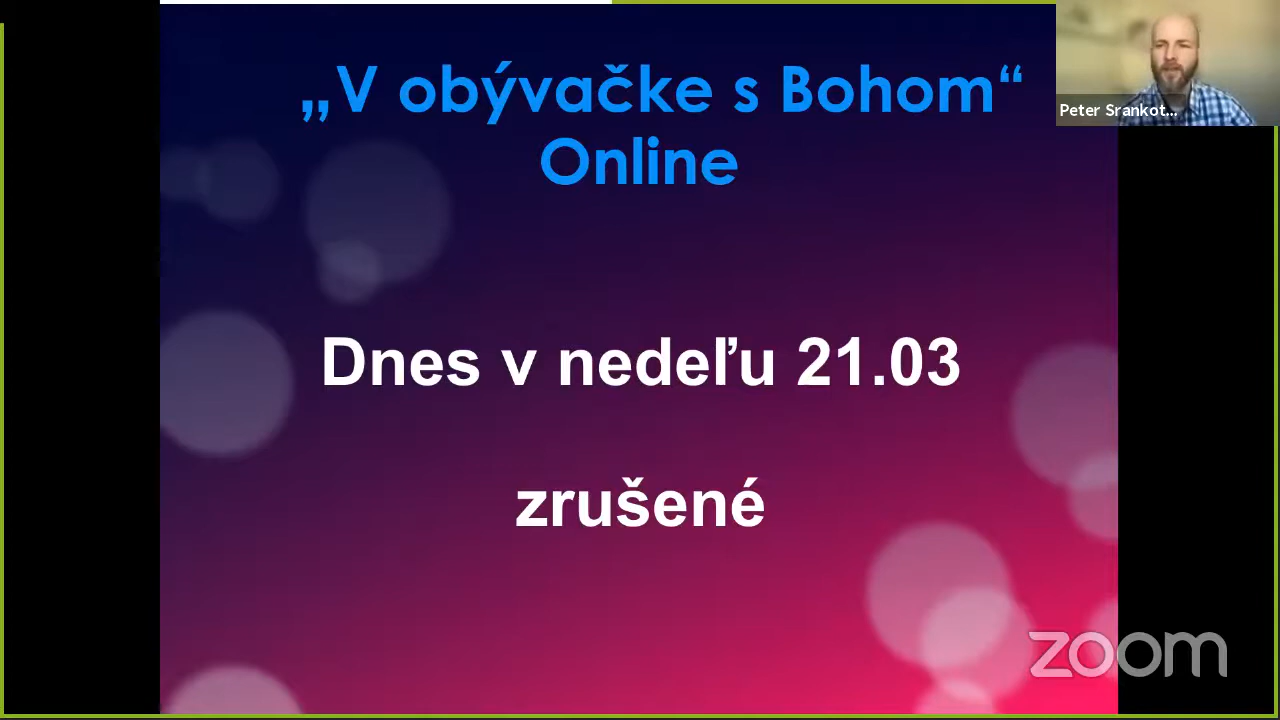 „V obývačke s Bohom“
Online
Peter Srankot...
Dnes v nedeľu 21.03
zrušené
zoom